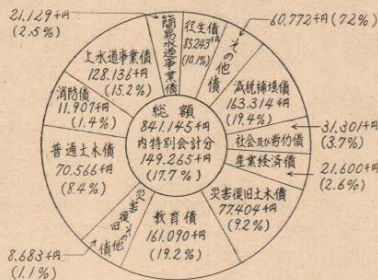 21.129千円
(2.5%)
簡易水道事業債
征生債
85.243千円
(10.1%)
その他債
60.772千円
(7.2%)
上水道事業債
128.136千円
(15.2%)
減税補填債
163.314千円
(19.4%)
消防債
11.907千円
(1.4%)
総額
841.145千円
内特別会計分
149.265千円
(17.7%)
社会及び労仂債
31.301千円
(3.7%)
産業経済債
21.600千円
(2.6%)
普通土木債
70.566千円
(8.4%)
災害復旧土木債
77.404千円
(9.2%)
災害復旧その他債
8.683千円
(1.1%)
教育債
161.090千円
(19.2%)